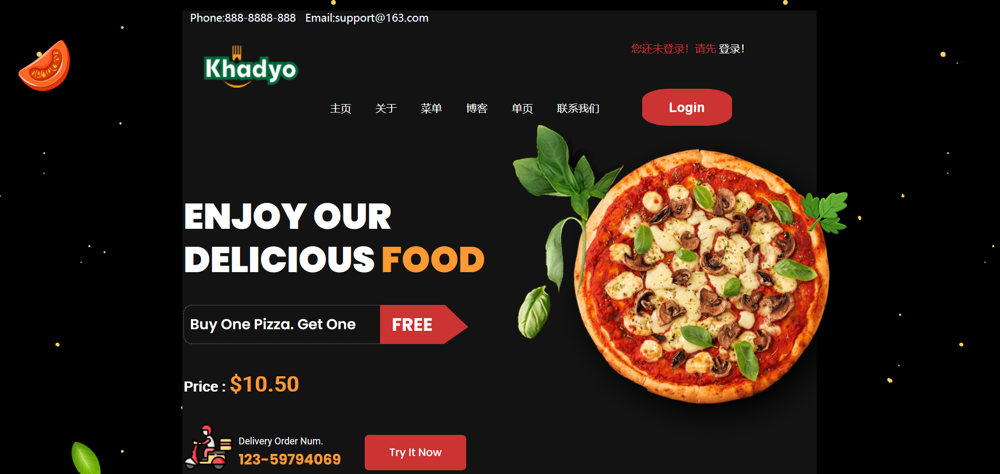 Phone:888-8888-888 Email:support@163.com
您还未登录！请先 登录！
Khadyo
主页 关于 菜单 博客 单页 联系我们
Login
ENJOY OUR
DELICIOUS FOOD
Buy One Pizza. Get One FREE
Price : $10.50
Delivery Order Num.
123-59794069
Try It Now